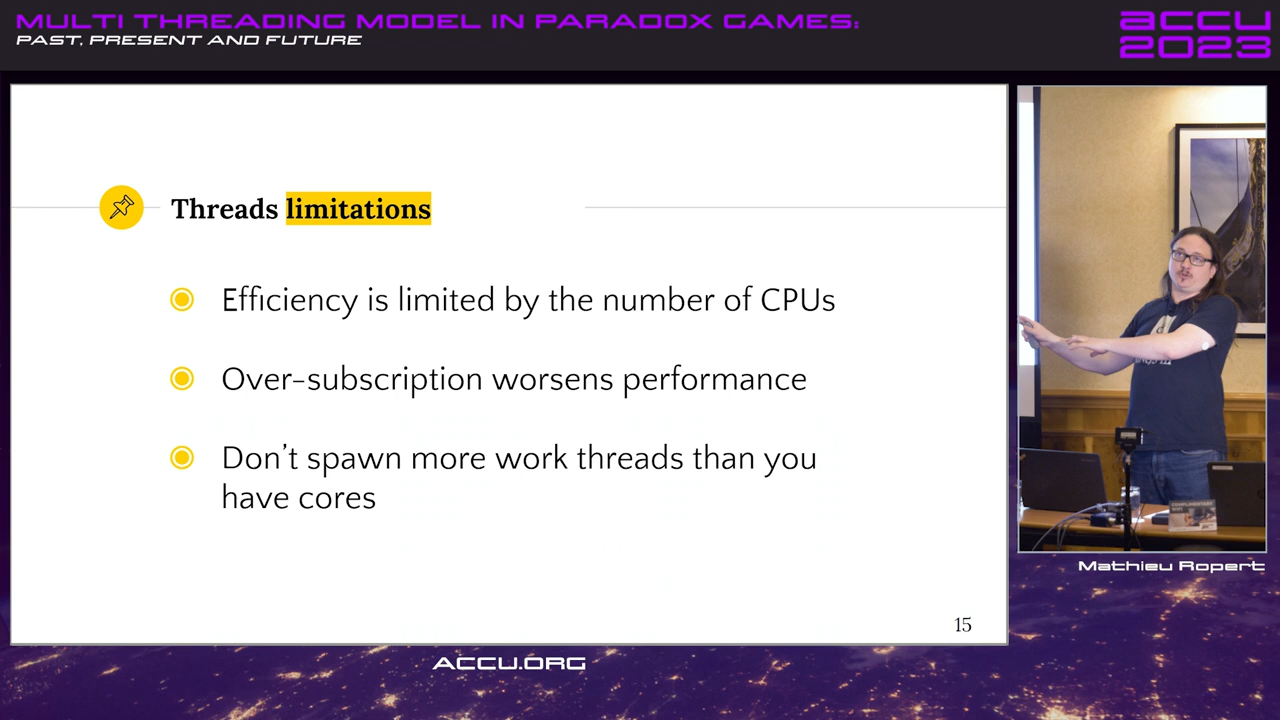 MULTI THREADING MODEL IN PARADOX GAMES:
PAST, PRESENT AND FUTURE
ACCU
2023
Threads limitations
Efficiency is limited by the number of CPUs
Over-subscription worsens performance
Don't spawn more work threads than you
have cores
15
COMPLIMENTARY
WIFI
Mathieu Ropert
ACCU.ORG